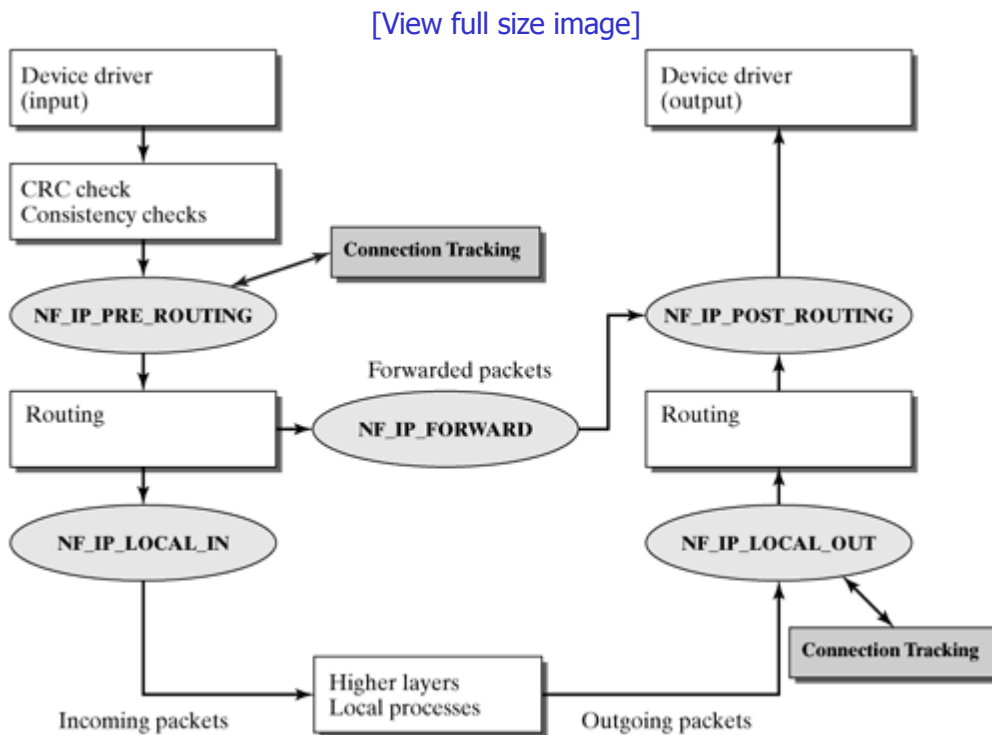 [View full size image]
Device driver
(input)
Device driver
(output)
CRC check
Consistency checks
Connection Tracking
NF_IP_PRE_ROUTING
NF_IP_POST_ROUTING
Forwarded packets
Routing
NF_IP_FORWARD
Routing
NF_IP_LOCAL_IN
NF_IP_LOCAL_OUT
Connection Tracking
Higher layers
Local processes
Incoming packets
Outgoing packets